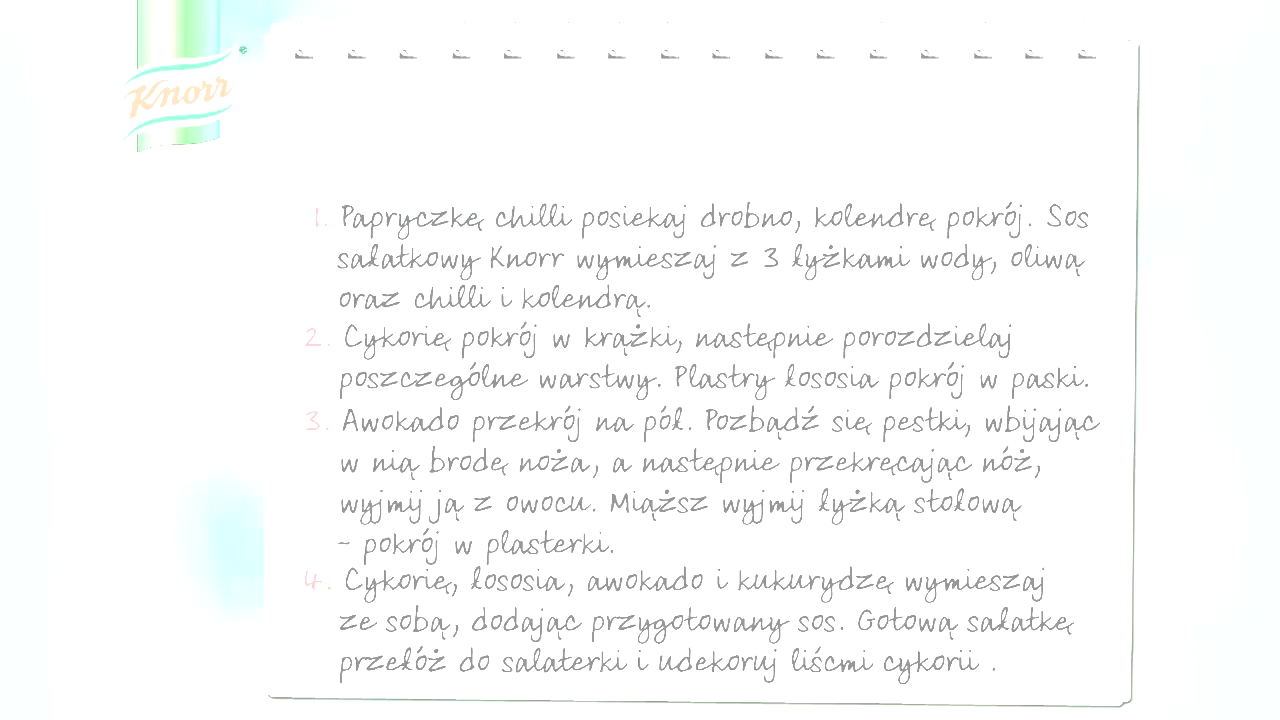 Knorr
1. Papryczkę chilli posiekaj drobno, kolendrę pokrój. Sos
sałatkowy Knorr wymieszaj z 3 łyżkami wody, oliwą
oraz chilli i kolendrą.
2. Cykorię pokrój w krążki, następnie porozdzielaj
poszczególne warstwy. Plastry łososia pokrój w paski.
3. Awokado przekrój na pół. Pozbądź się pestki, wbijając
w nią brodę noża, a następnie przekręcając nóż,
wyjmij ją z owocu. Miąższ wyjmij łyżką stołową
- pokrój w plasterki.
4. Cykorię, łososia, awokado i kukurydzę wymieszaj
ze sobą, dodając przygotowany sos. Gotową sałatkę
przełóż do salaterki i udekoruj liśćmi cykorii .